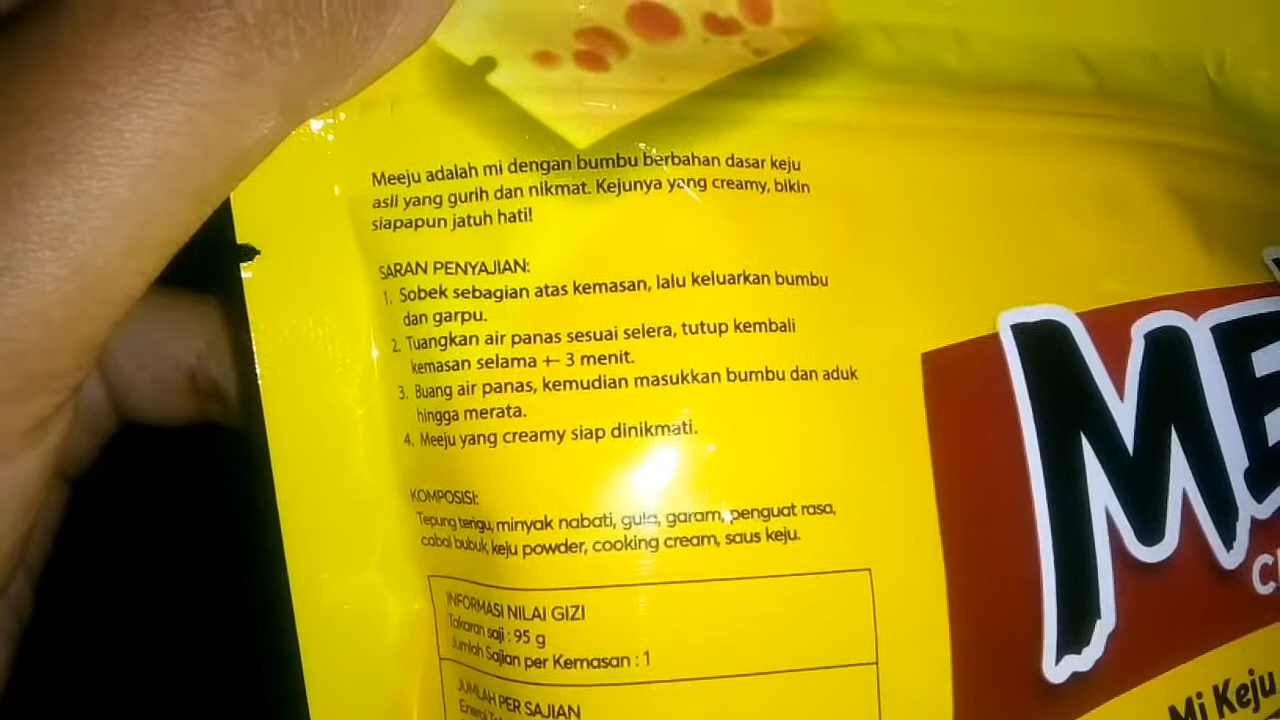 Meeju adalah mi dengan bumbu berbahan dasar keju
asli yang gurih dan nikmat. Kejunya yang creamy, bikin
siapapun jatuh hati!
SARAN PENYAJIAN:
1. Sobek sebagian atas kemasan, lalu keluarkan bumbu
dan garpu.
2. Tuangkan air panas sesuai selera, tutup kembali
kemasan selama +- 3 menit.
3. Buang air panas, kemudian masukkan bumbu dan aduk
hingga merata.
4. Meeju yang creamy siap dinikmati.
KOMPOSISI:
Tepung terigu, minyak nabati, gula, garam, penguat rasa,
cabai bubuk, keju powder, cooking cream, saus keju.
INFORMASI NILAI GIZI
Takaran saji : 95 g
Jumlah Sajian per Kemasan : 1
JUMLAH PER SAJIAN
Mi Keju